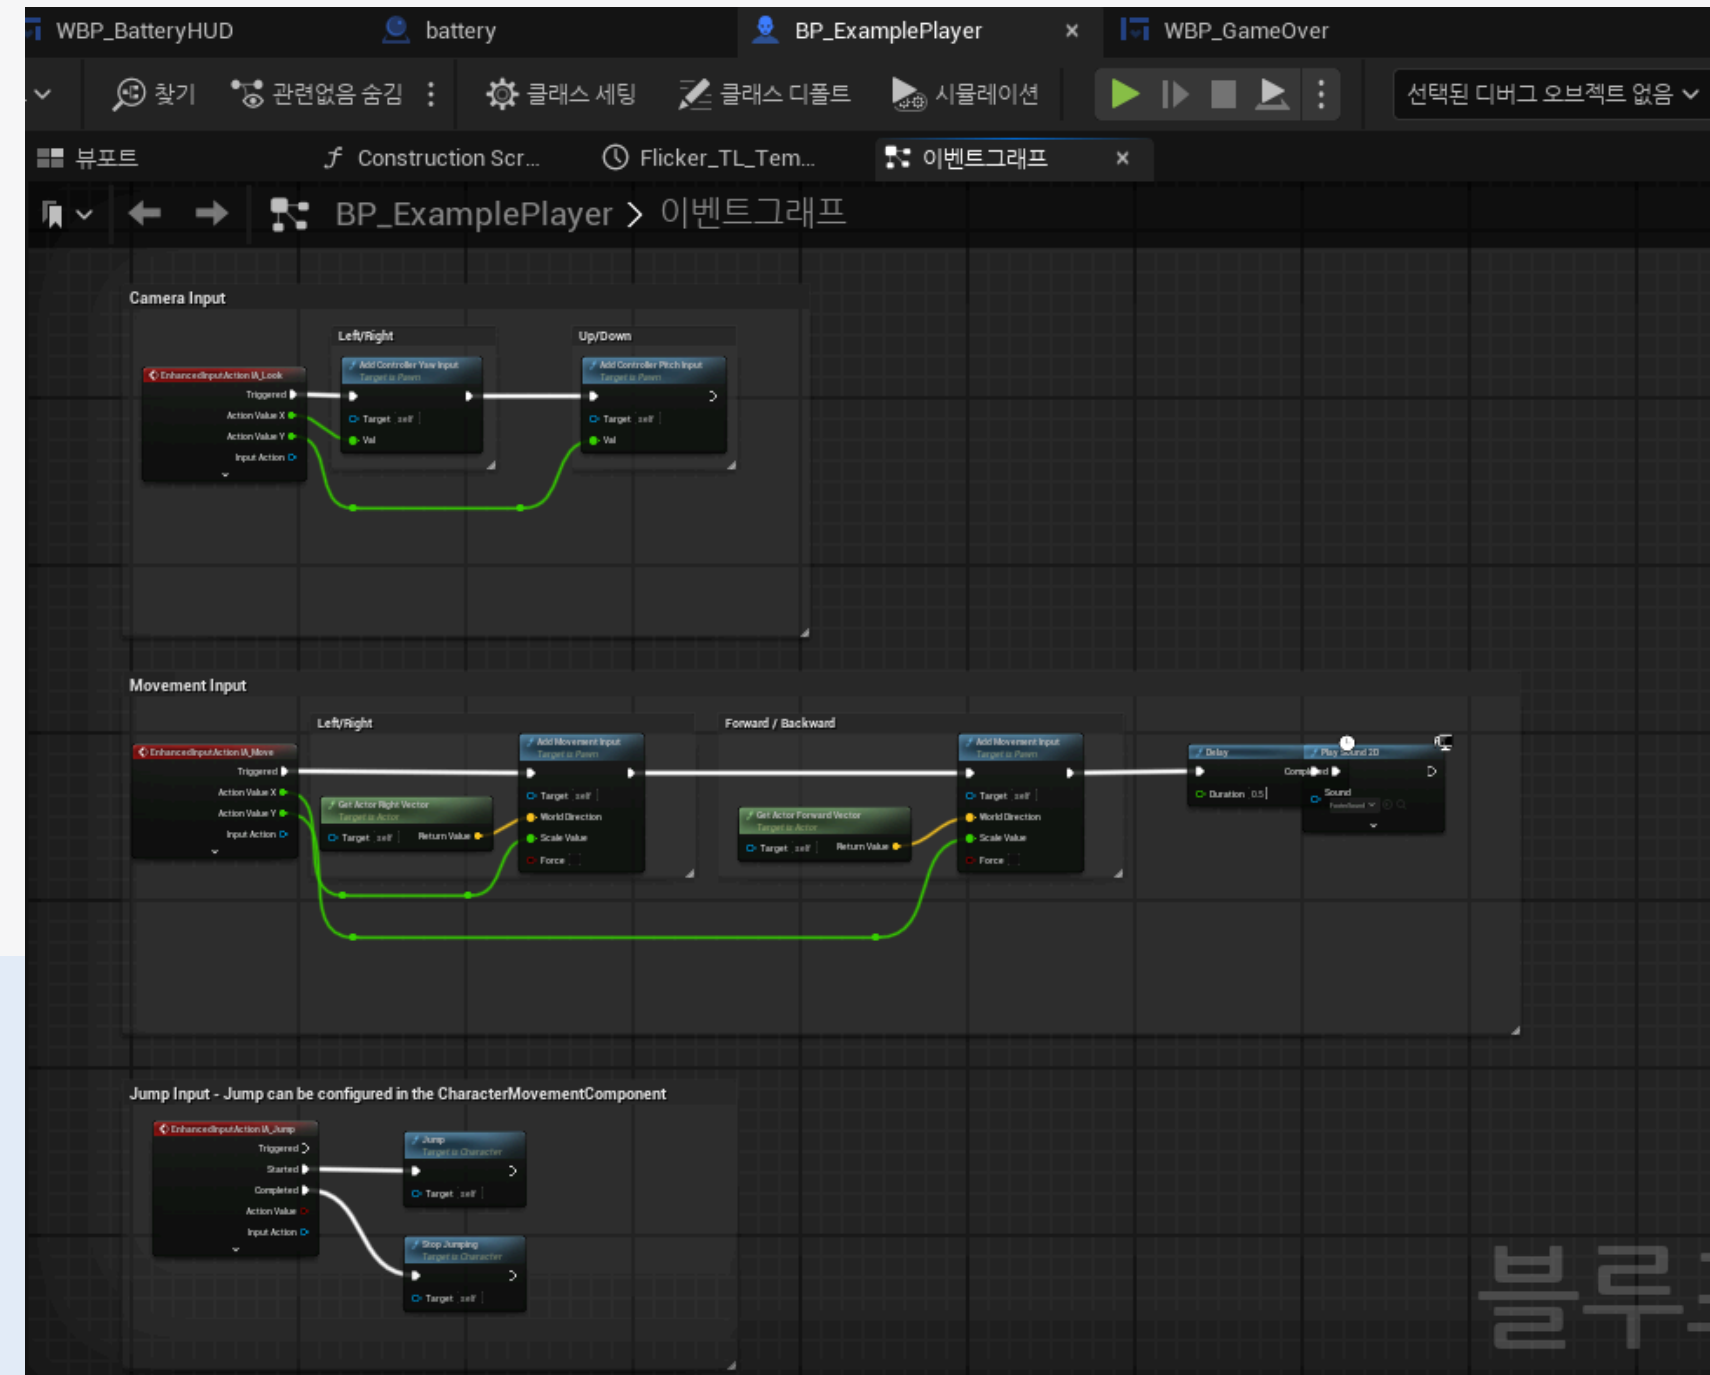 WBP_BatteryHUD
battery
BP_ExamplePlayer
WBP_GameOver
찾기
관련없음 숨김
클래스 세팅
클래스 디폴트
시뮬레이션
선택된 디버그 오브젝트 없음
뷰포트
Construction Scr...
Flicker_TL_Tem...
이벤트그래프
BP_ExamplePlayer > 이벤트그래프
Camera Input
Left/Right
Up/Down
EnhancedInputAction IA_Look
Triggered
Action Value X
Action Value Y
Input Action
Add Controller Yaw Input
Target is Pawn
Target self
Val
Add Controller Pitch Input
Target is Pawn
Target self
Val
Movement Input
Left/Right
Forward / Backward
EnhancedInputAction IA_Move
Triggered
Action Value X
Action Value Y
Input Action
Get Actor Right Vector
Target is Actor
Target self Return Value
Add Movement Input
Target is Pawn
Target self
World Direction
Scale Value
Force
Get Actor Forward Vector
Target is Actor
Target self Return Value
Add Movement Input
Target is Pawn
Target self
World Direction
Scale Value
Force
Delay
Duration 0.5
Play Sound 2D
Sound
Jump Input - Jump can be configured in the CharacterMovementComponent
EnhancedInputAction IA_Jump
Triggered
Started
Completed
Action Value
Input Action
Jump
Target is Character
Target self
Stop Jumping
Target is Character
Target self
블루